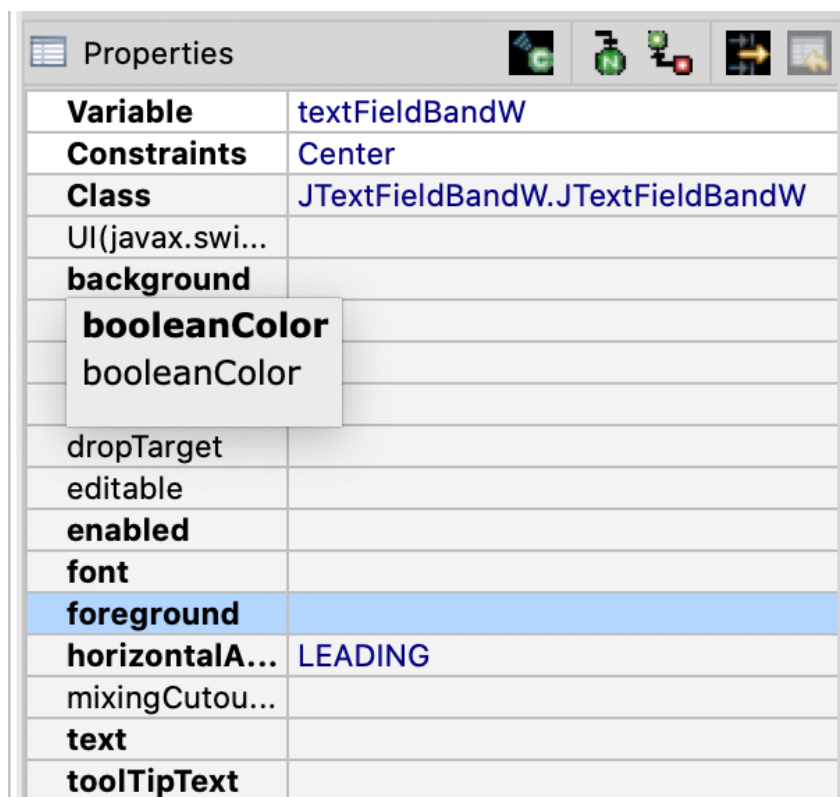 Properties
Variable textFieldBandW
Constraints Center
Class JTextFieldBandW.JTextFieldBandW
UI(javax.swi...
background
booleanColor
booleanColor
dropTarget
editable
enabled
font
foreground
horizontalA... LEADING
mixingCutou...
text
toolTipText